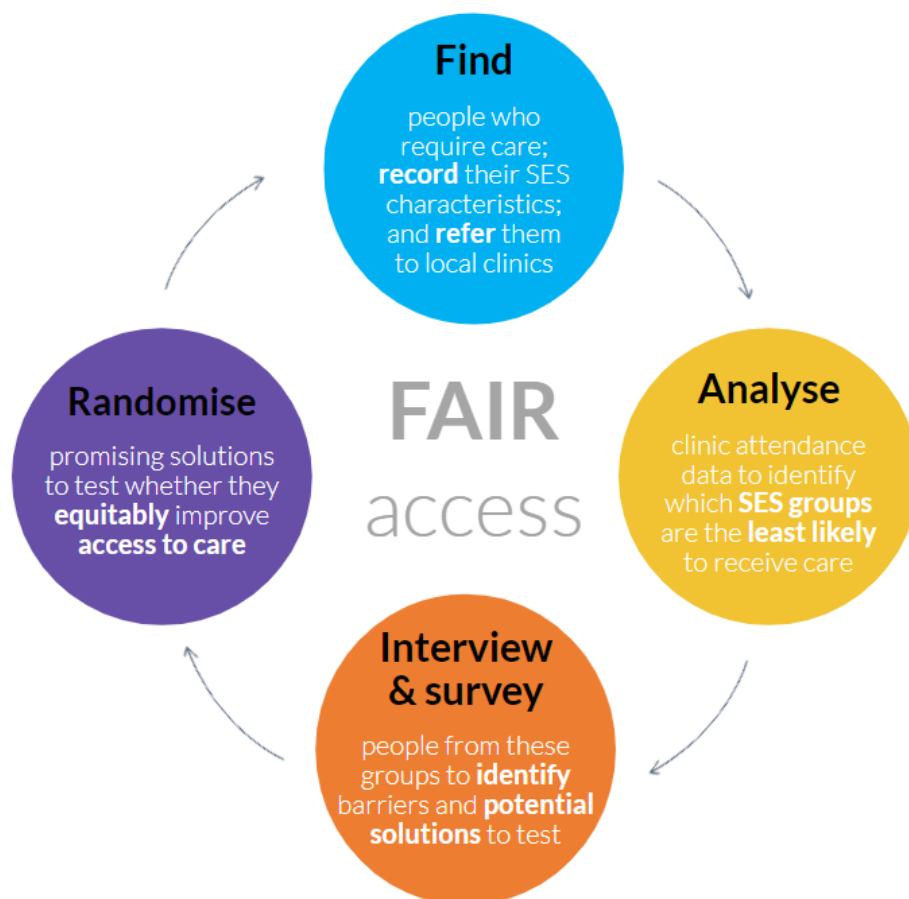 Find
people who
require care;
record their SES
characteristics;
and refer them
to local clinics
Analyse
clinic attendance
data to identify
which SES groups
are the least likely
to receive care
Interview
& survey
people from these
groups to identify
barriers and potential
solutions to test
Randomise
promising solutions
to test whether they
equitably improve
access to care
FAIR
access